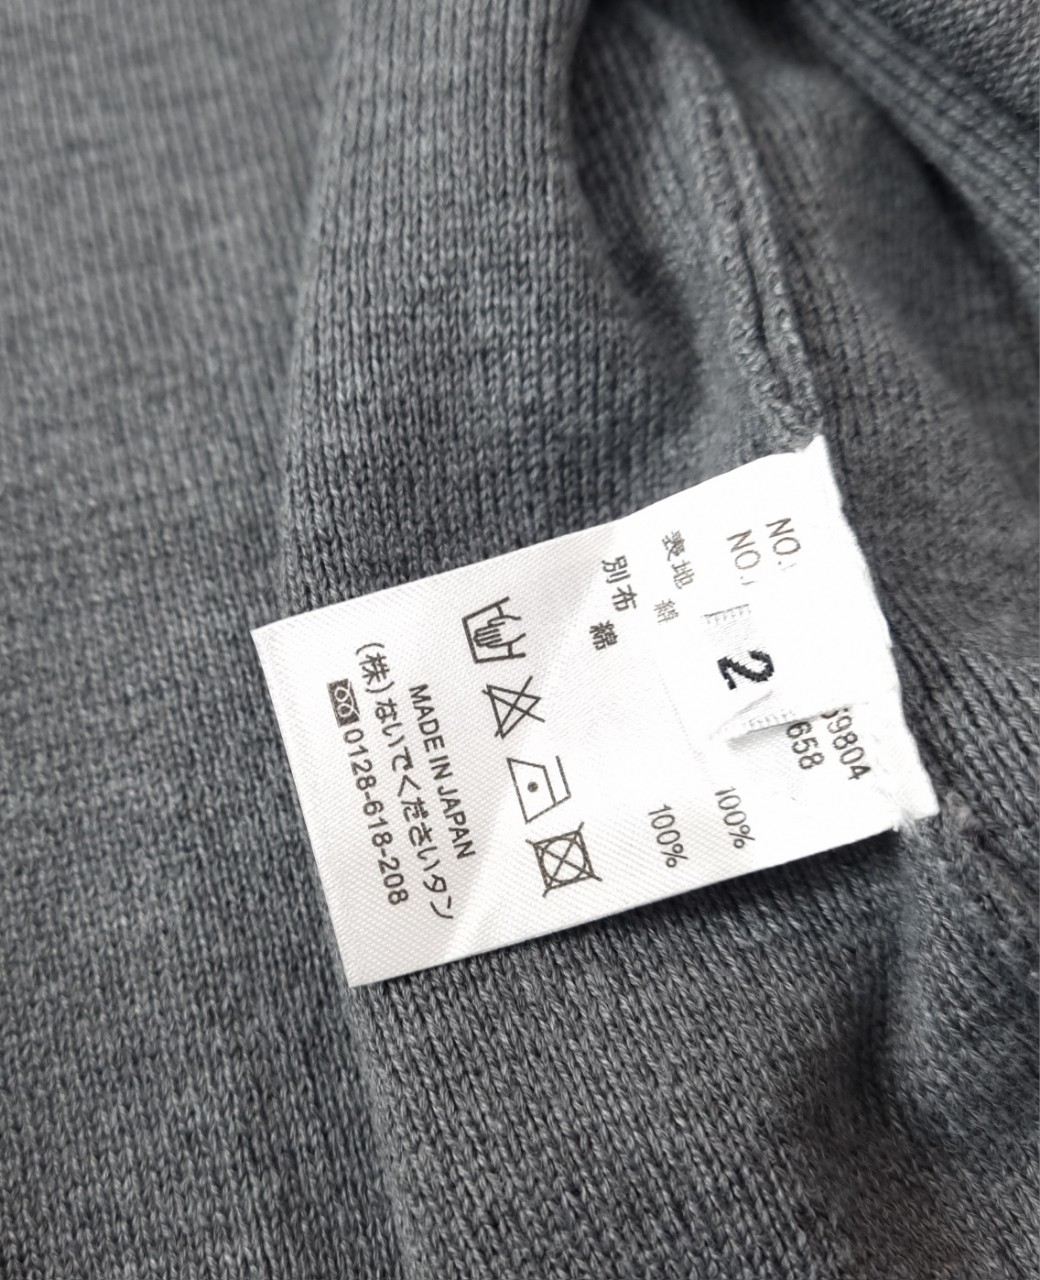 NO.
NO.
59804
658
2
表地 綿 100%
別布 綿 100%
MADE IN JAPAN
(株)ないでくださいタン
0128-618-208